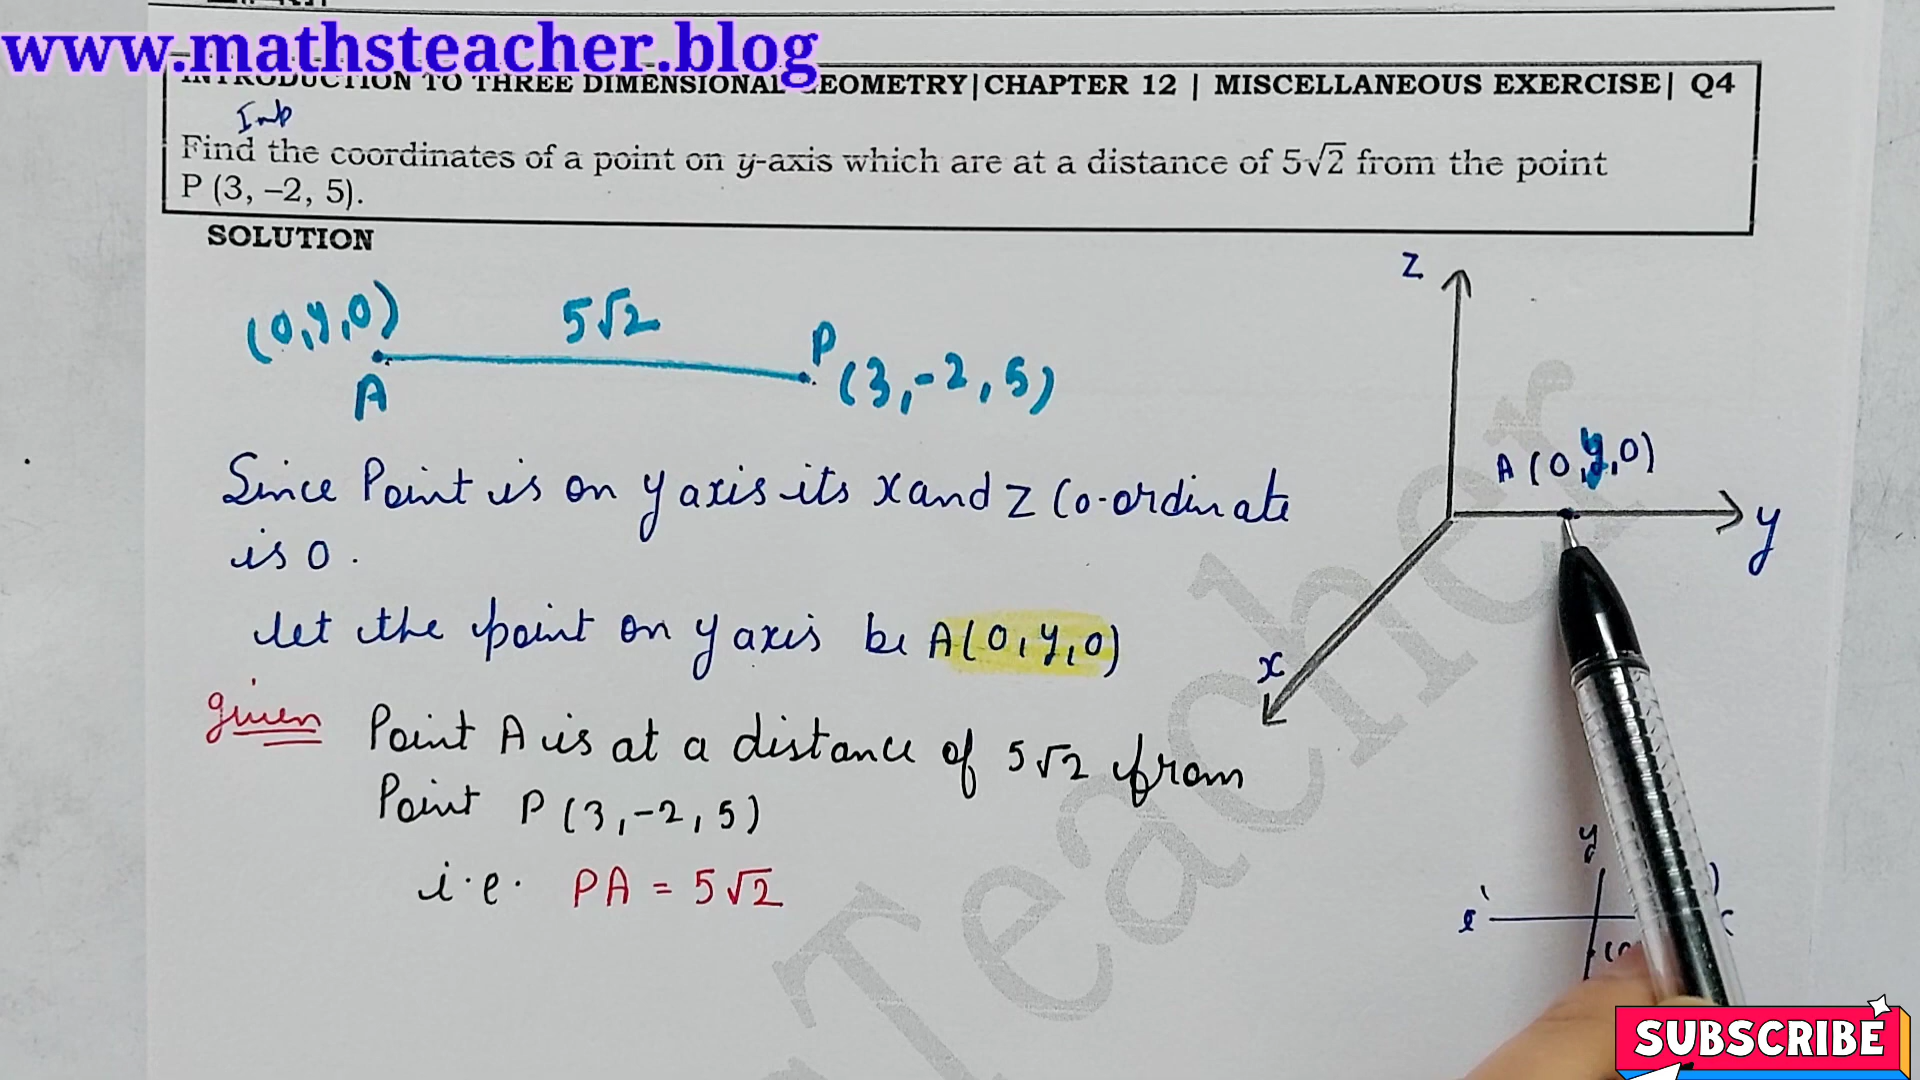 www.mathsteacher.blog
INTRODUCTION TO THREE DIMENSIONAL GEOMETRY|CHAPTER 12 | MISCELLANEOUS EXERCISE| Q4
Imp
Find the coordinates of a point on y-axis which are at a distance of 5√2 from the point
P (3, –2, 5).
SOLUTION
(0,y,0) 5√2 P (3,-2,5)
A
Z
A(0,y,0)
y
x
Since Point is on y axis its x and z Co-ordinate
is 0.
let the point on y axis be A(0,y,0)
given Point A is at a distance of 5√2 from
Point P(3,-2,5)
i.e. PA = 5√2
y
Teacher
SUBSCRIBE